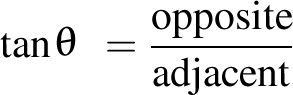 tan θ = opposite / adjacent